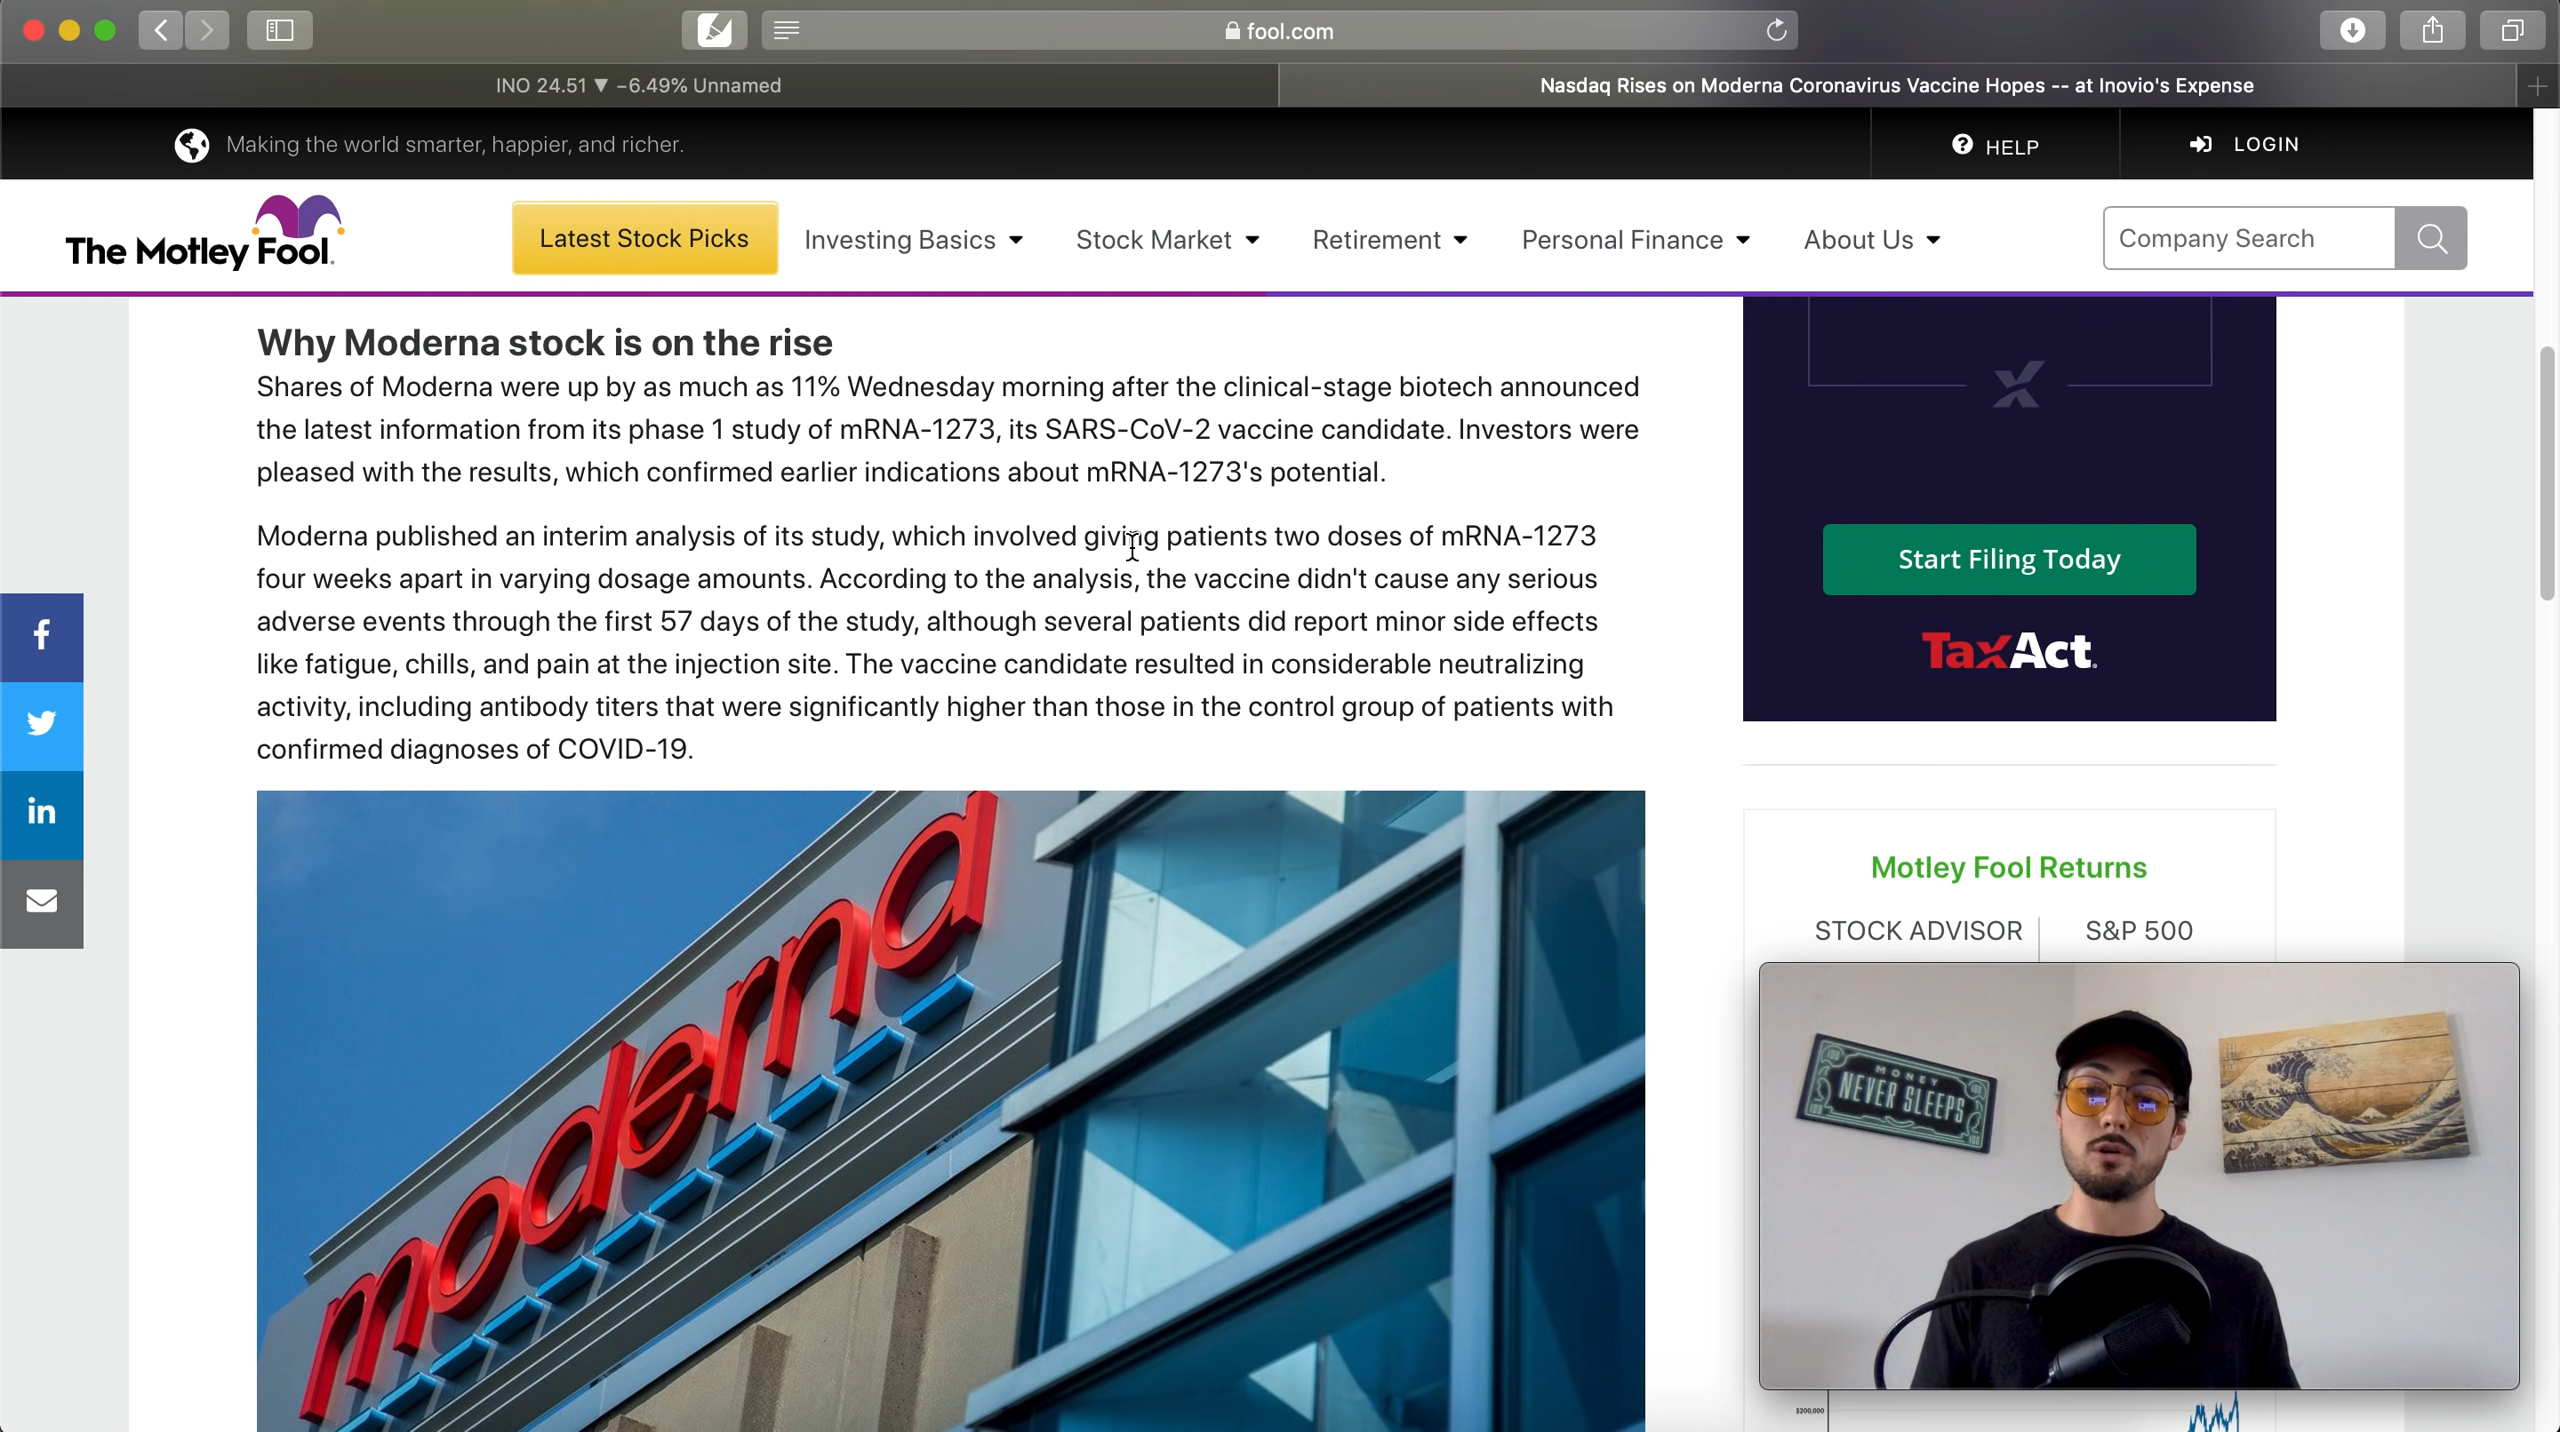 fool.com
INO 24.51 ▼ −6.49% Unnamed
Nasdaq Rises on Moderna Coronavirus Vaccine Hopes -- at Inovio's Expense
Making the world smarter, happier, and richer.
HELP
LOGIN
The Motley Fool.
Latest Stock Picks
Investing Basics
Stock Market
Retirement
Personal Finance
About Us
Company Search
Why Moderna stock is on the rise
Shares of Moderna were up by as much as 11% Wednesday morning after the clinical-stage biotech announced
the latest information from its phase 1 study of mRNA-1273, its SARS-CoV-2 vaccine candidate. Investors were
pleased with the results, which confirmed earlier indications about mRNA-1273's potential.
Moderna published an interim analysis of its study, which involved giving patients two doses of mRNA-1273
four weeks apart in varying dosage amounts. According to the analysis, the vaccine didn't cause any serious
adverse events through the first 57 days of the study, although several patients did report minor side effects
like fatigue, chills, and pain at the injection site. The vaccine candidate resulted in considerable neutralizing
activity, including antibody titers that were significantly higher than those in the control group of patients with
confirmed diagnoses of COVID-19.
moderna
Start Filing Today
TaxAct.
Motley Fool Returns
STOCK ADVISOR
S&P 500
MONEY
NEVER SLEEPS
100
100
100
$200,000
f
in